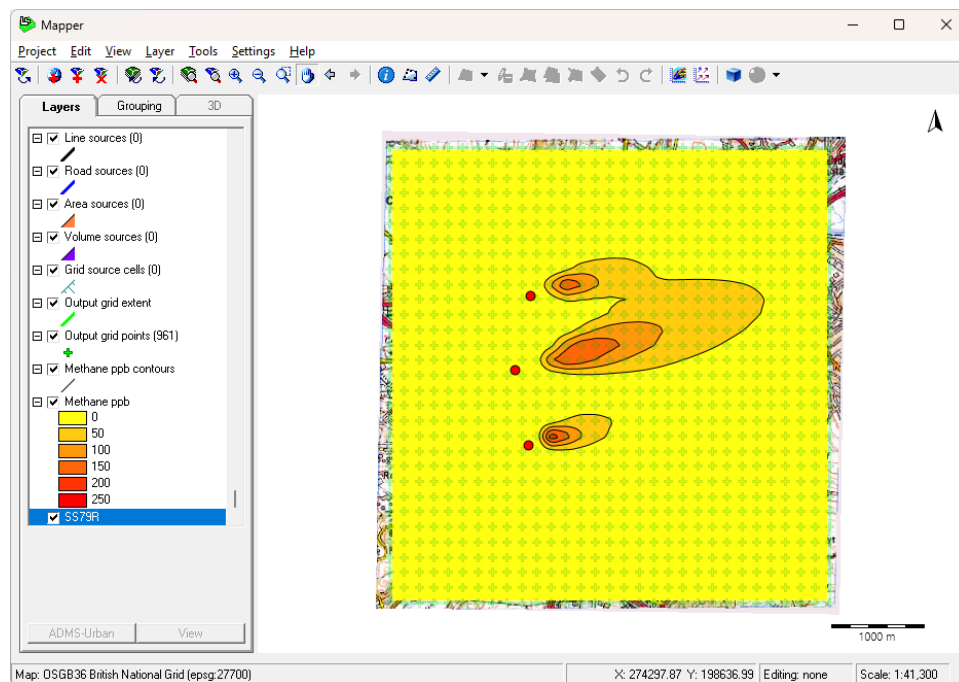 Mapper
Project Edit View Layer Tools Settings Help
Layers Grouping 3D
Line sources (0)
Road sources (0)
Area sources (0)
Volume sources (0)
Grid source cells (0)
Output grid extent
Output grid points (961)
Methane ppb contours
Methane ppb
0
50
100
150
200
250
SS79R
ADMS-Urban View
1000 m
Map: OSGB36 British National Grid (epsg:27700) X: 274297.87 Y: 198636.99 Editing: none Scale: 1:41,300